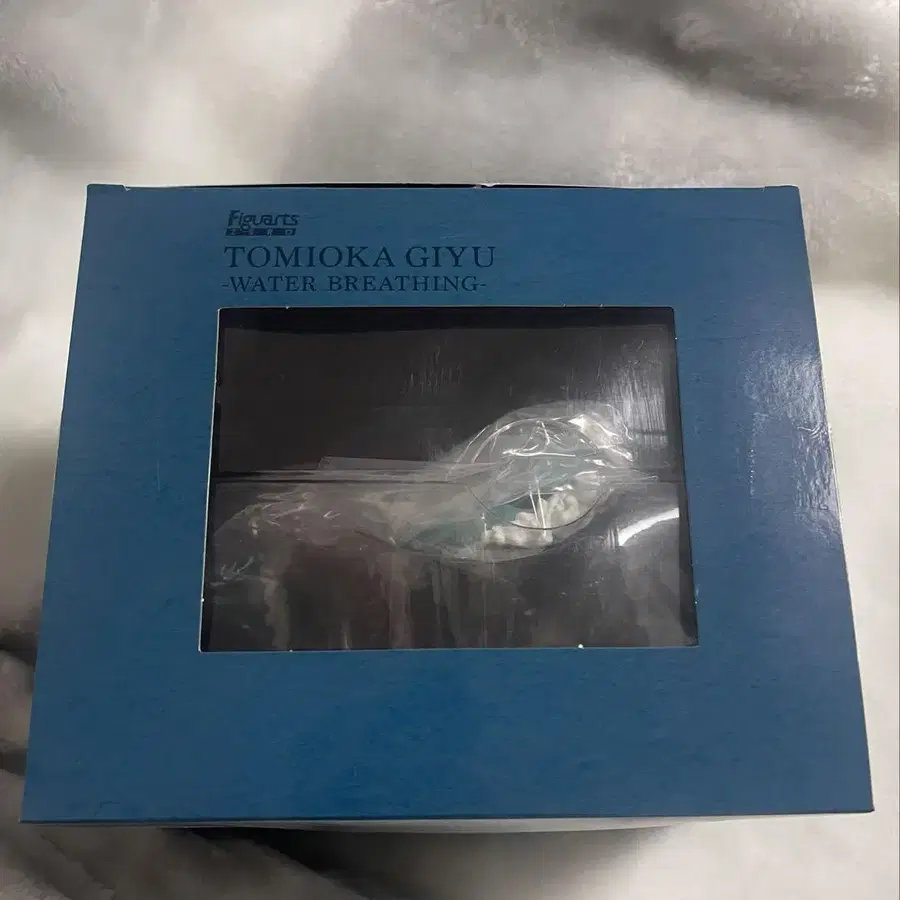 Figuarts
ZERO
TOMIOKA GIYU
-WATER BREATHING-